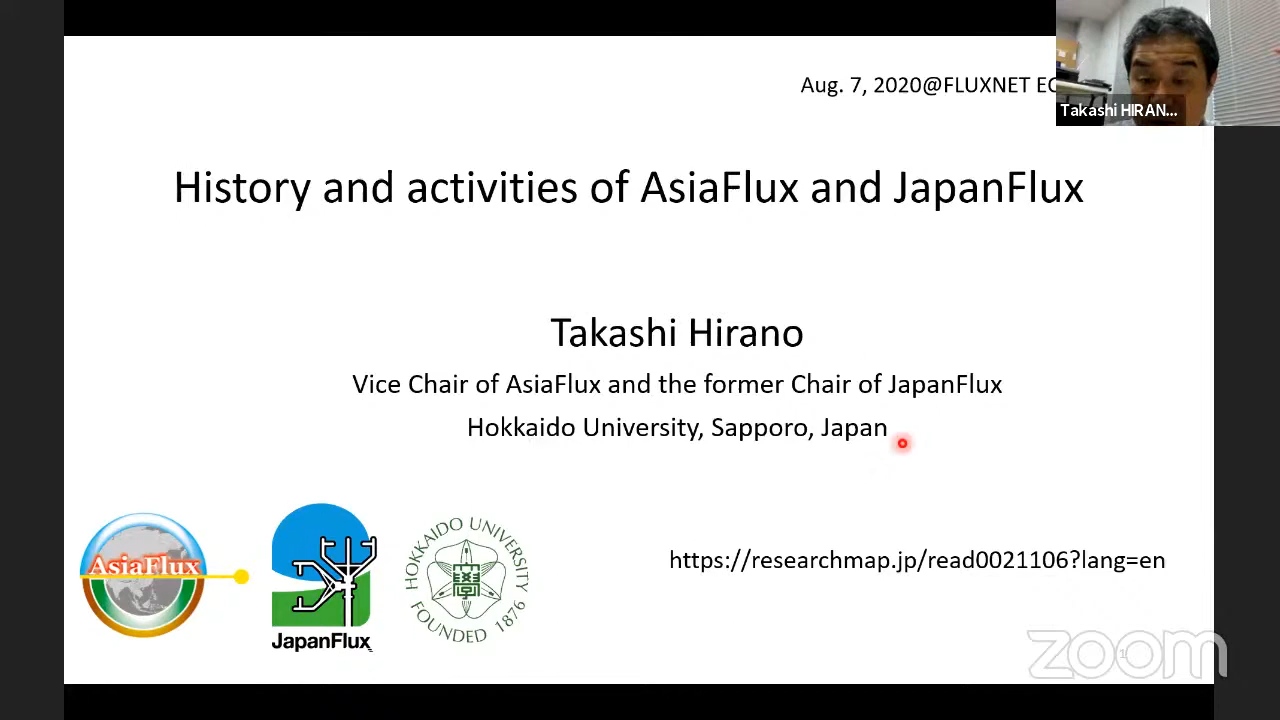 Aug. 7, 2020@FLUXNET
Takashi HIRAN...
History and activities of AsiaFlux and JapanFlux
Takashi Hirano
Vice Chair of AsiaFlux and the former Chair of JapanFlux
Hokkaido University, Sapporo, Japan
AsiaFlux
JapanFlux
HOKKAIDO UNIVERSITY
FOUNDED 1876
https://researchmap.jp/read0021106?lang=en
zoom
1